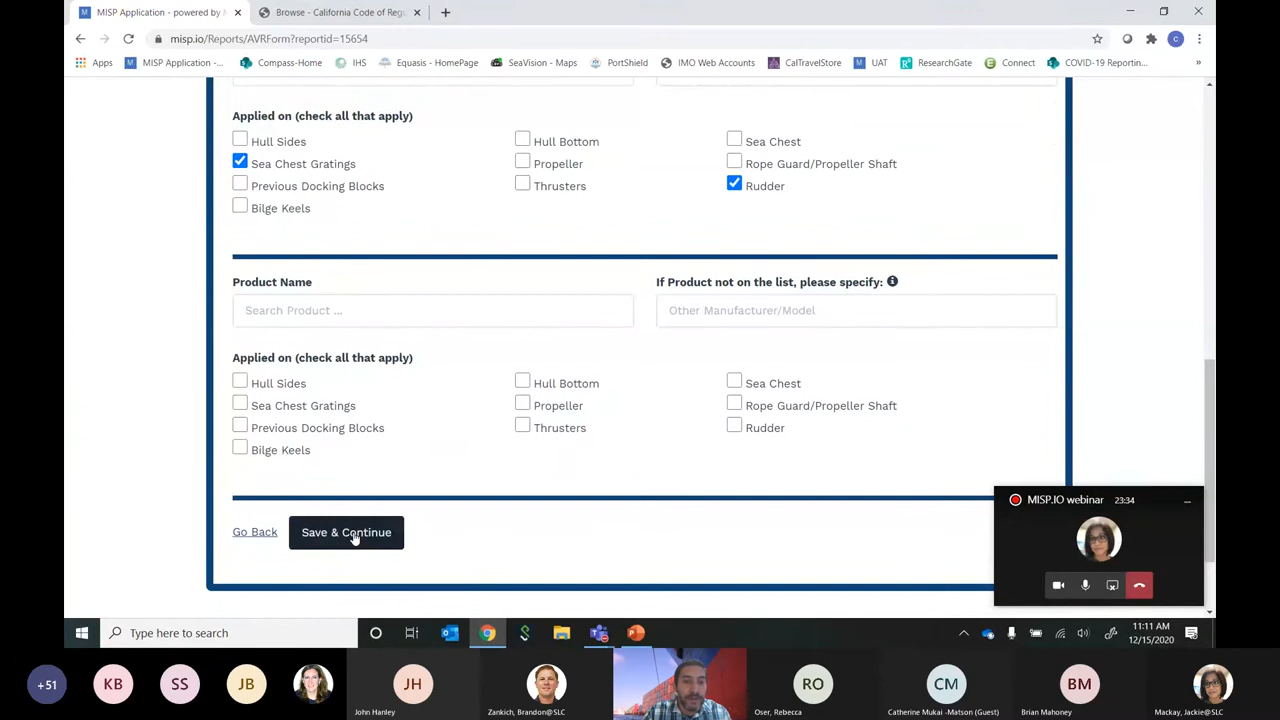 MISP Application - powered by M
Browse - California Code of Regu
misp.io/Reports/AVRForm?reportid=15654
C
Apps MISP Application -... Compass-Home IHS Equasis - HomePage SeaVision - Maps PortShield IMO Web Accounts CalTravelStore UAT ResearchGate Connect COVID-19 Reportin... »
Applied on (check all that apply)
Hull Sides Hull Bottom Sea Chest
Sea Chest Gratings Propeller Rope Guard/Propeller Shaft
Previous Docking Blocks Thrusters Rudder
Bilge Keels
Product Name If Product not on the list, please specify:
Search Product ... Other Manufacturer/Model
Applied on (check all that apply)
Hull Sides Hull Bottom Sea Chest
Sea Chest Gratings Propeller Rope Guard/Propeller Shaft
Previous Docking Blocks Thrusters Rudder
Bilge Keels
Go Back Save & Continue
MISP.IO webinar 23:34
Type here to search
11:11 AM
12/15/2020
+51 KB SS JB JH RO CM BM
John Hanley Zankich, Brandon@SLC Oser, Rebecca Catherine Mukai -Matson (Guest) Brian Mahoney Mackay, Jackie@SLC